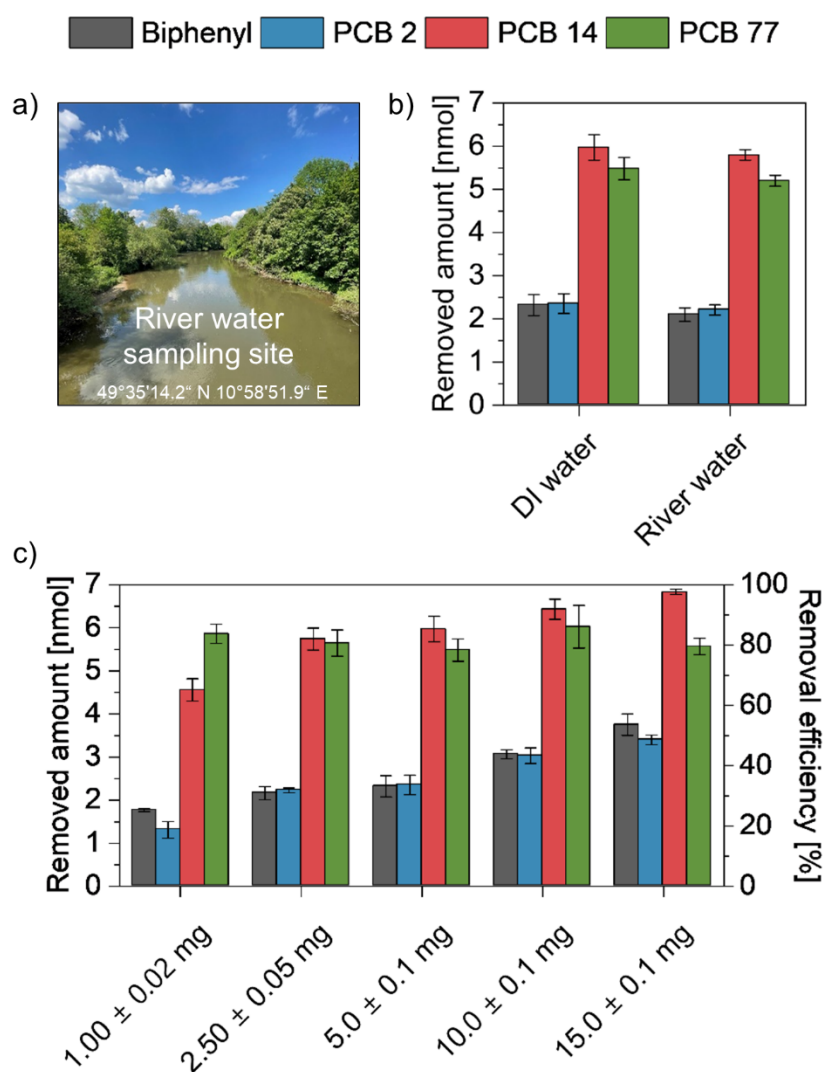 Biphenyl PCB 2 PCB 14 PCB 77
a)
River water
sampling site
49°35'14.2“ N 10°58'51.9“ E
b)
Removed amount [nmol]
7
6
5
4
3
2
1
0
DI water
River water
c)
Removed amount [nmol]
7
6
5
4
3
2
1
0
100
80
60
40
20
0
Removal efficiency [%]
1.00 ± 0.02 mg
2.50 ± 0.05 mg
5.0 ± 0.1 mg
10.0 ± 0.1 mg
15.0 ± 0.1 mg